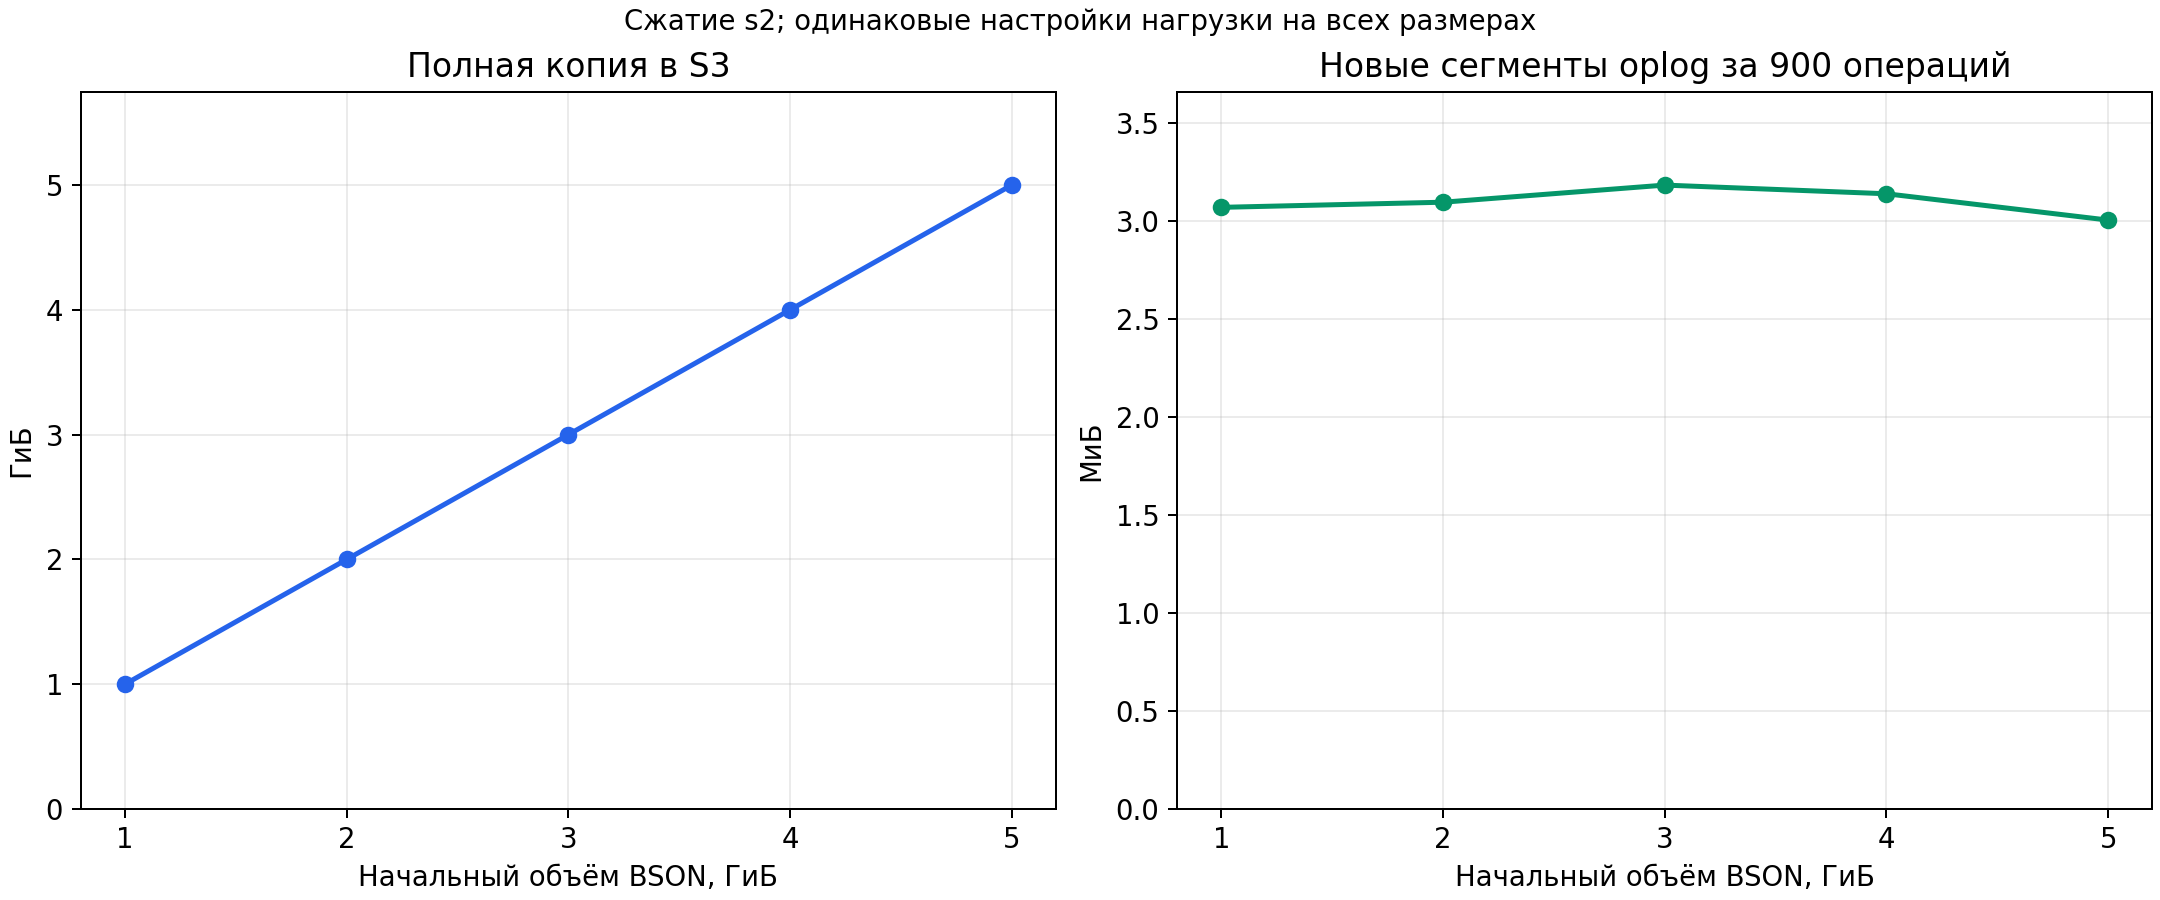 Сжатие s2; одинаковые настройки нагрузки на всех размерах
Полная копия в S3
ГиБ
5
4
3
2
1
0
1 2 3 4 5
Начальный объём BSON, ГиБ
Новые сегменты oplog за 900 операций
МиБ
3.5
3.0
2.5
2.0
1.5
1.0
0.5
0.0
1 2 3 4 5
Начальный объём BSON, ГиБ